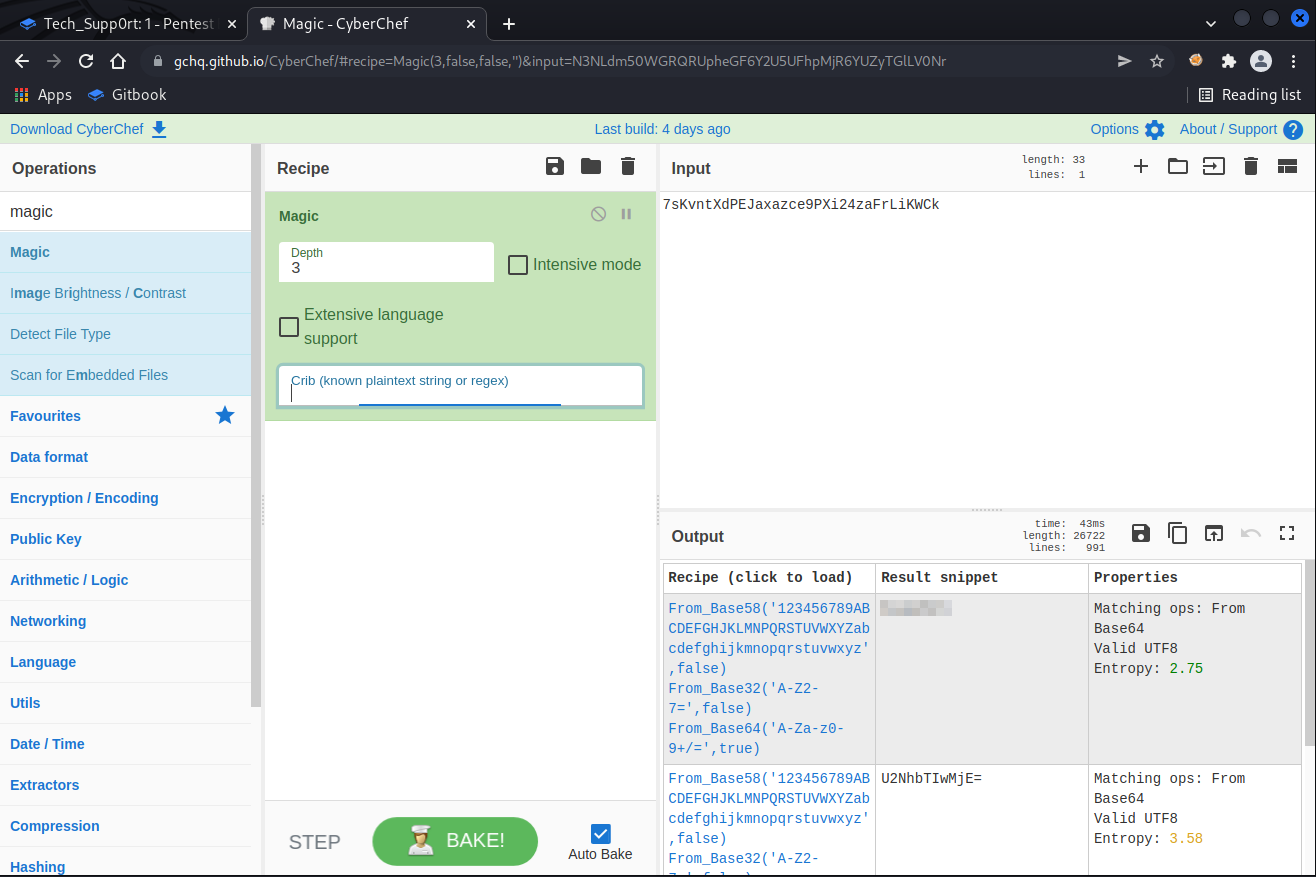 Tech_Supp0rt: 1 - Pentest
Magic - CyberChef
gchq.github.io/CyberChef/#recipe=Magic(3,false,false,'')&input=N3NLdm50WGRQRUpheGF6Y2U5UFhpMjR6YUZyTGlLV0Nr
Apps
Gitbook
Reading list
Download CyberChef
Last build: 4 days ago
Options
About / Support
Operations
magic
Magic
Image Brightness / Contrast
Detect File Type
Scan for Embedded Files
Favourites
Data format
Encryption / Encoding
Public Key
Arithmetic / Logic
Networking
Language
Utils
Date / Time
Extractors
Compression
Hashing
Recipe
Magic
Depth
3
Intensive mode
Extensive language
support
Crib (known plaintext string or regex)
STEP
BAKE!
Auto Bake
Input
length: 33
lines: 1
7sKvntXdPEJaxazce9PXi24zaFrLiKWCk
Output
time: 43ms
length: 26722
lines: 991
Recipe (click to load)
Result snippet
Properties
From_Base58('123456789AB
CDEFGHJKLMNPQRSTUVWXYZab
cdefghijkmnopqrstuvwxyz'
,false)
From_Base32('A-Z2-
7=',false)
From_Base64('A-Za-z0-
9+/=',true)
Matching ops: From
Base64
Valid UTF8
Entropy: 2.75
From_Base58('123456789AB
CDEFGHJKLMNPQRSTUVWXYZab
cdefghijkmnopqrstuvwxyz'
,false)
From_Base32('A-Z2-
U2NhbTIwMjE=
Matching ops: From
Base64
Valid UTF8
Entropy: 3.58